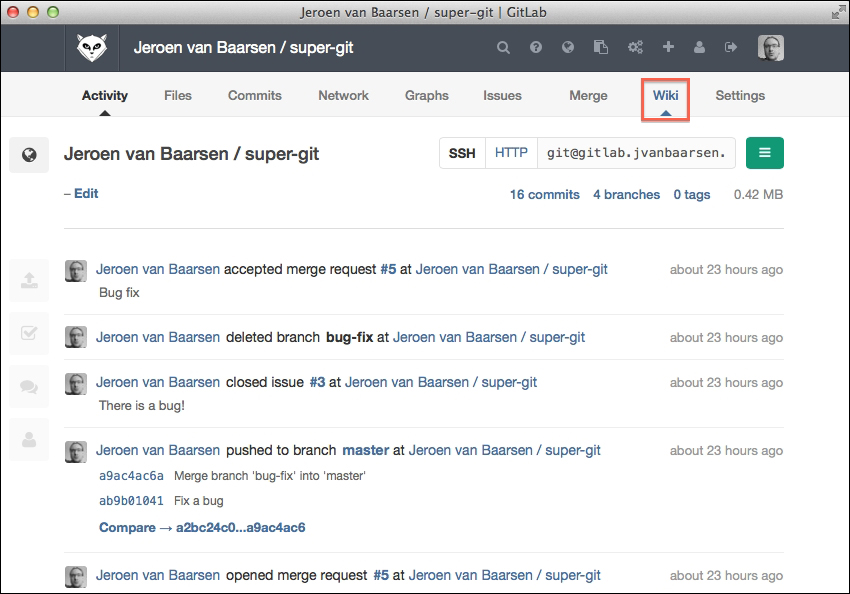 Jeroen van Baarsen / super-git | GitLab
Jeroen van Baarsen / super-git
Activity Files Commits Network Graphs Issues Merge Wiki Settings
Jeroen van Baarsen / super-git SSH HTTP git@gitlab.jvanbaarsen.
– Edit 16 commits 4 branches 0 tags 0.42 MB
Jeroen van Baarsen accepted merge request #5 at Jeroen van Baarsen / super-git about 23 hours ago
Bug fix
Jeroen van Baarsen deleted branch bug-fix at Jeroen van Baarsen / super-git about 23 hours ago
Jeroen van Baarsen closed issue #3 at Jeroen van Baarsen / super-git about 23 hours ago
There is a bug!
Jeroen van Baarsen pushed to branch master at Jeroen van Baarsen / super-git about 23 hours ago
a9ac4ac6a Merge branch 'bug-fix' into 'master'
ab9b01041 Fix a bug
Compare → a2bc24c0...a9ac4ac6
Jeroen van Baarsen opened merge request #5 at Jeroen van Baarsen / super-git about 23 hours ago